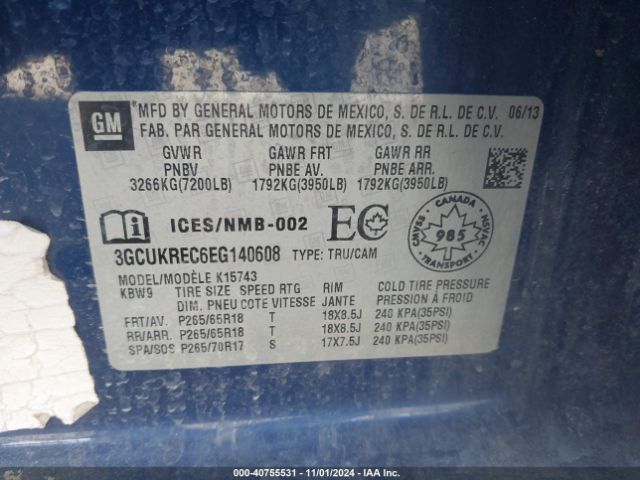 GM
*MFD BY GENERAL MOTORS DE MEXICO, S. DE R.L. DE C.V. 06/13
FAB. PAR GENERAL MOTORS DE MEXICO, S. DE R.L. DE C.V.
GVWR GAWR FRT GAWR RR
PNBV PNBE AV. PNBE ARR.
3266KG(7200LB) 1792KG(3950LB) 1792KG(3950LB)
i ICES/NMB-002 EC
CANADA CMVSS NSVAC 985 TRANSPORT
3GCUKREC6EG140608 TYPE: TRU/CAM
MODEL/MODÈLE K15743
KBW9 TIRE SIZE SPEED RTG RIM COLD TIRE PRESSURE
DIM. PNEU COTE VITESSE JANTE PRESSION À FROID
FRT/AV. P265/65R18 T 18X8.5J 240 KPA(35PSI)
RR/ARR. P265/65R18 T 18X8.5J 240 KPA(35PSI)
SPA/SOS P265/70R17 S 17X7.5J 240 KPA(35PSI)
000-40755531 - 11/01/2024 - IAA Inc.